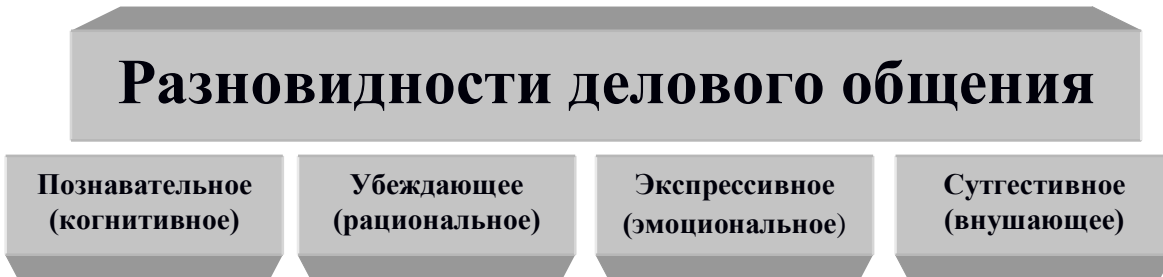 Разновидности делового общения
Познавательное
(когнитивное)
Убеждающее
(рациональное)
Экспрессивное
(эмоциональное)
Сутгестивное
(внушающее)